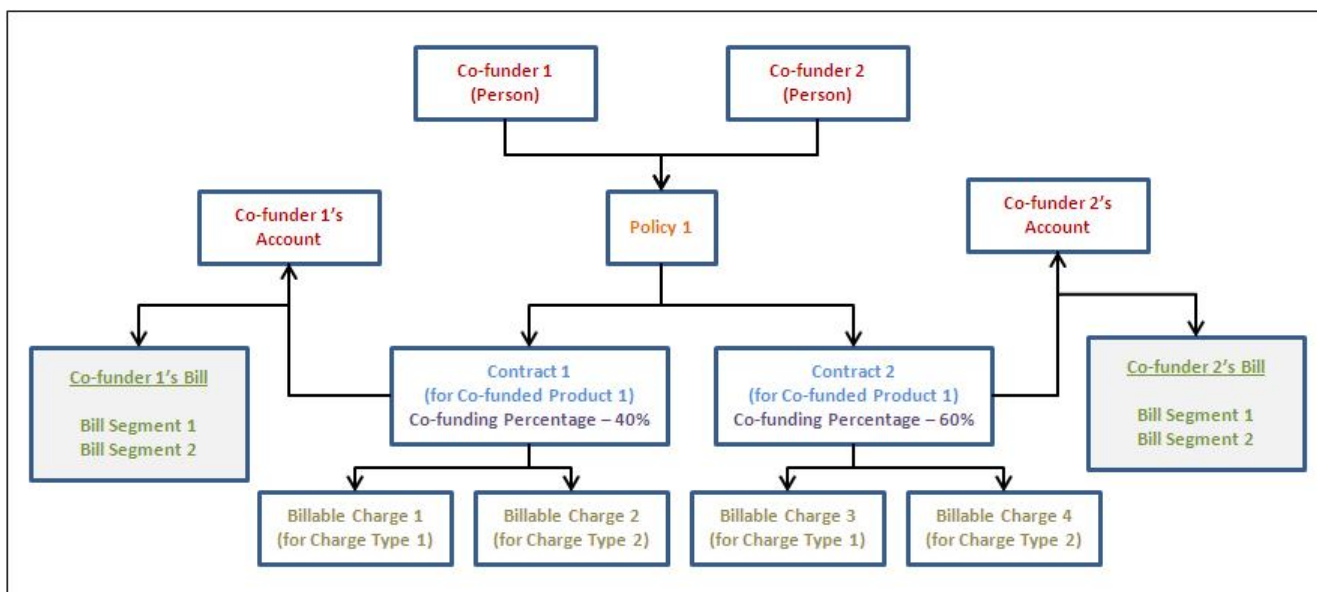 Co-funder 1
(Person)
Co-funder 2
(Person)
Co-funder 1’s
Account
Policy 1
Co-funder 2’s
Account
Co-funder 1’s Bill
Bill Segment 1
Bill Segment 2
Contract 1
(for Co-funded Product 1)
Co-funding Percentage – 40%
Contract 2
(for Co-funded Product 1)
Co-funding Percentage – 60%
Co-funder 2’s Bill
Bill Segment 1
Bill Segment 2
Billable Charge 1
(for Charge Type 1)
Billable Charge 2
(for Charge Type 2)
Billable Charge 3
(for Charge Type 1)
Billable Charge 4
(for Charge Type 2)